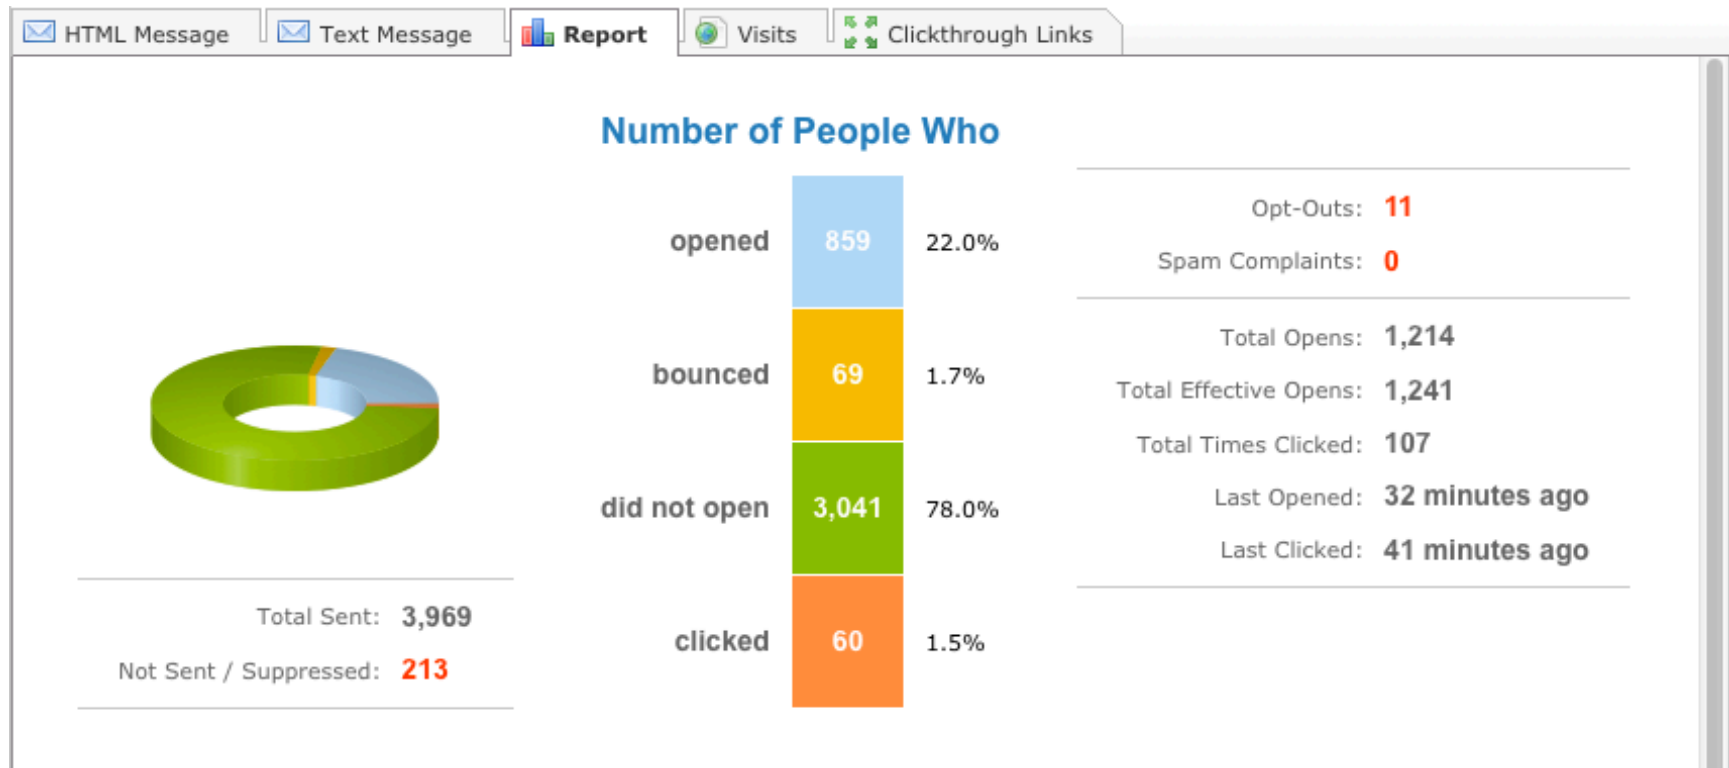 HTML Message
Text Message
Report
Visits
Clickthrough Links
Number of People Who
opened 859 22.0%
bounced 69 1.7%
did not open 3,041 78.0%
clicked 60 1.5%
Total Sent: 3,969
Not Sent / Suppressed: 213
Opt-Outs: 11
Spam Complaints: 0
Total Opens: 1,214
Total Effective Opens: 1,241
Total Times Clicked: 107
Last Opened: 32 minutes ago
Last Clicked: 41 minutes ago